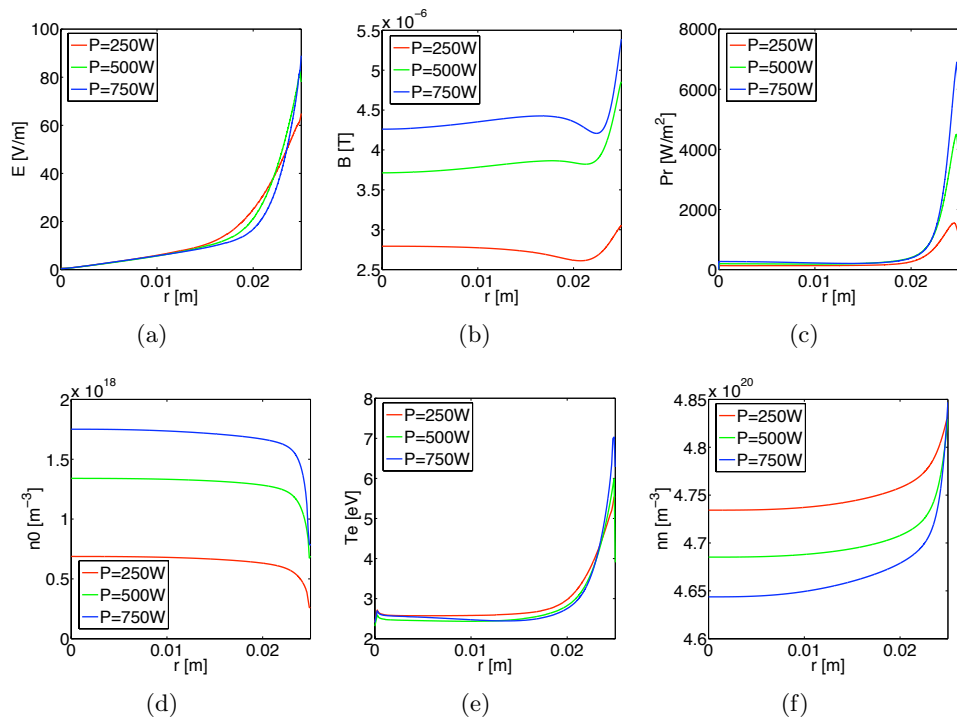 E [V/m]
100
80
60
40
20
0
0
0.01
0.02
r [m]
P=250W
P=500W
P=750W
(a)
x 10⁻⁶
B [T]
5.5
5
4.5
4
3.5
3
2.5
0
0.01
0.02
r [m]
P=250W
P=500W
P=750W
(b)
Pr [W/m²]
8000
6000
4000
2000
0
0
0.01
0.02
r [m]
P=250W
P=500W
P=750W
(c)
x 10¹⁸
n0 [m⁻³]
2
1.5
1
0.5
0
0
0.01
0.02
r [m]
P=250W
P=500W
P=750W
(d)
Te [eV]
8
7
6
5
4
3
2
0
0.01
0.02
r [m]
P=250W
P=500W
P=750W
(e)
x 10²⁰
nn [m⁻³]
4.85
4.8
4.75
4.7
4.65
4.6
0
0.01
0.02
r [m]
P=250W
P=500W
P=750W
(f)